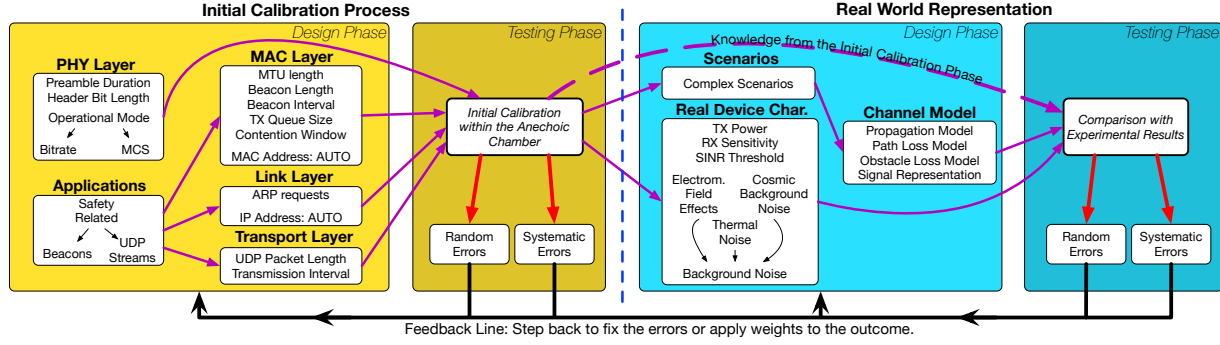 Initial Calibration Process
Real World Representation
Design Phase
Testing Phase
Design Phase
Testing Phase
PHY Layer
Preamble Duration
Header Bit Length
Operational Mode
Bitrate
MCS
Applications
Safety
Related
Beacons
UDP
Streams
MAC Layer
MTU length
Beacon Length
Beacon Interval
TX Queue Size
Contention Window
MAC Address: AUTO
Link Layer
ARP requests
IP Address: AUTO
Transport Layer
UDP Packet Length
Transmission Interval
Initial Calibration
within the Anechoic
Chamber
Random
Errors
Systematic
Errors
Knowledge from the Initial Calibration Phase
Scenarios
Complex Scenarios
Real Device Char.
TX Power
RX Sensitivity
SINR Threshold
Electrom.
Field
Effects
Cosmic
Background
Noise
Thermal
Noise
Background Noise
Channel Model
Propagation Model
Path Loss Model
Obstacle Loss Model
Signal Representation
Comparison with
Experimental Results
Random
Errors
Systematic
Errors
Feedback Line: Step back to fix the errors or apply weights to the outcome.